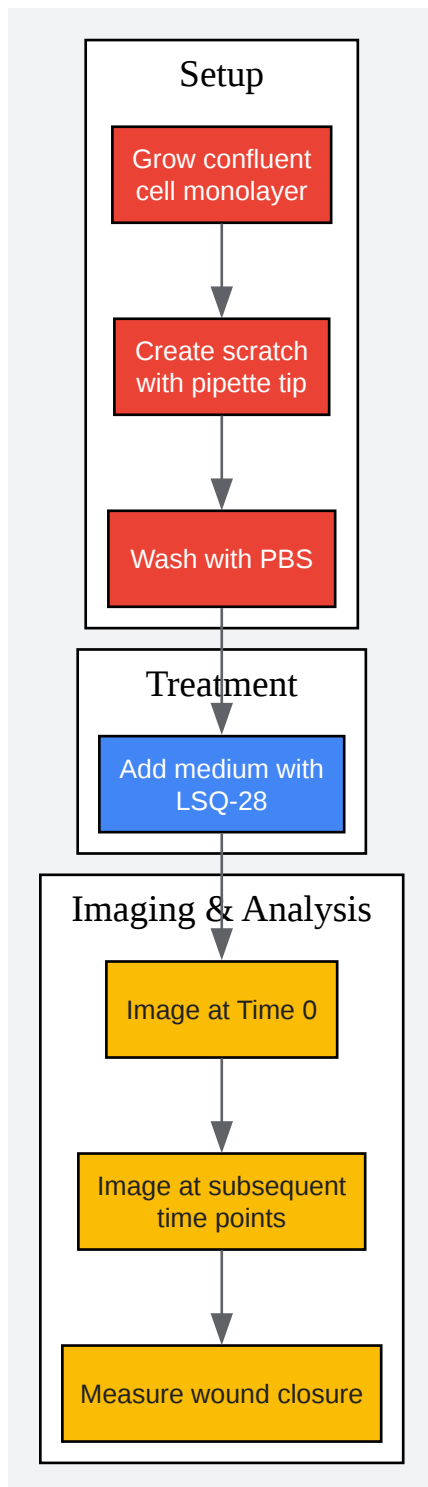 Setup
Grow confluent
cell monolayer
Create scratch
with pipette tip
Wash with PBS
Treatment
Add medium with
LSQ-28
Imaging & Analysis
Image at Time 0
Image at subsequent
time points
Measure wound closure